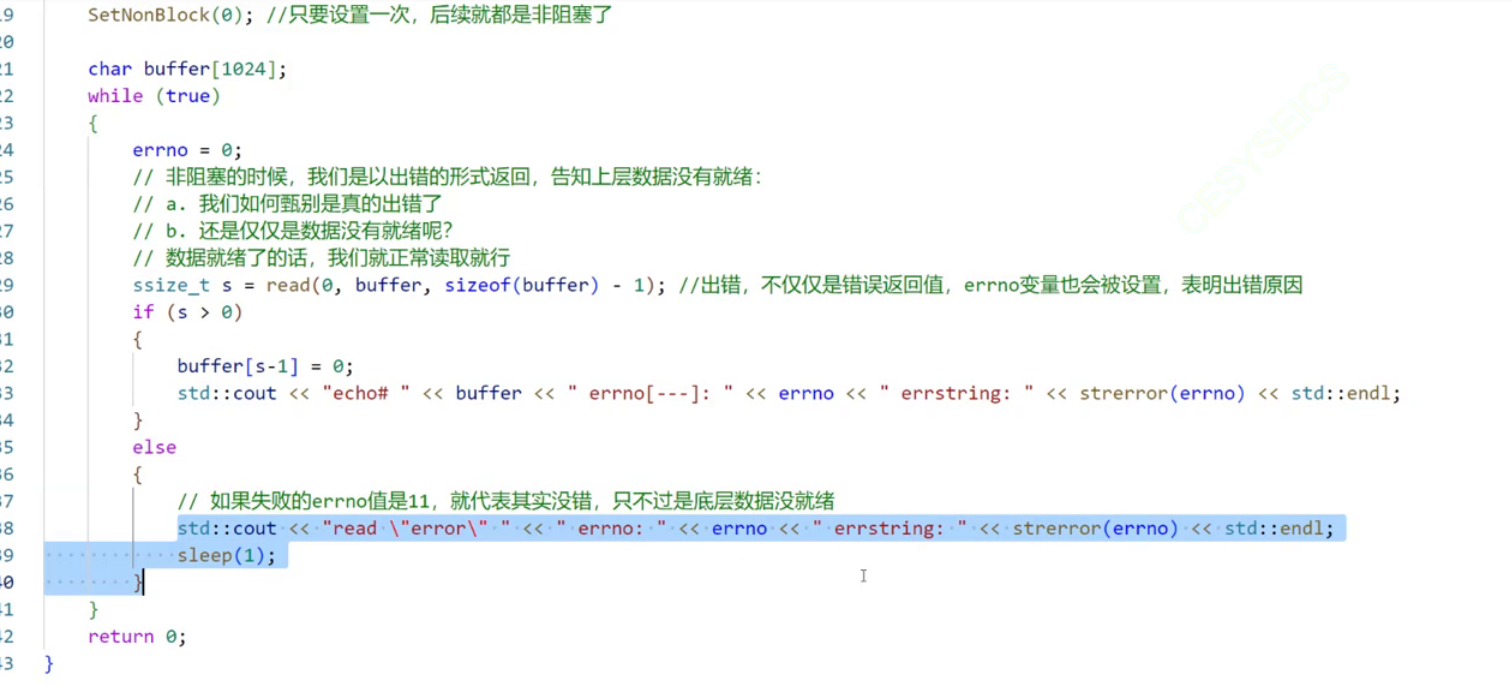 19 SetNonBlock(0); //只要设置一次，后续就都是非阻塞了
20
21 char buffer[1024];
22 while (true)
23 {
24 errno = 0;
25 // 非阻塞的时候，我们是以出错的形式返回，告知上层数据没有就绪：
26 // a. 我们如何甄别是真的出错了
27 // b. 还是仅仅是数据没有就绪呢？
28 // 数据就绪了的话，我们就正常读取就行
29 ssize_t s = read(0, buffer, sizeof(buffer) - 1); //出错，不仅仅是错误返回值，errno变量也会被设置，表明出错原因
30 if (s > 0)
31 {
32 buffer[s-1] = 0;
33 std::cout << "echo# " << buffer << " errno[---]: " << errno << " errstring: " << strerror(errno) << std::endl;
34 }
35 else
36 {
37 // 如果失败的errno值是11，就代表其实没错，只不过是底层数据没就绪
38 std::cout << "read \"error\" " << " errno: " << errno << " errstring: " << strerror(errno) << std::endl;
39 sleep(1);
40 }
41 }
42 return 0;
43 }